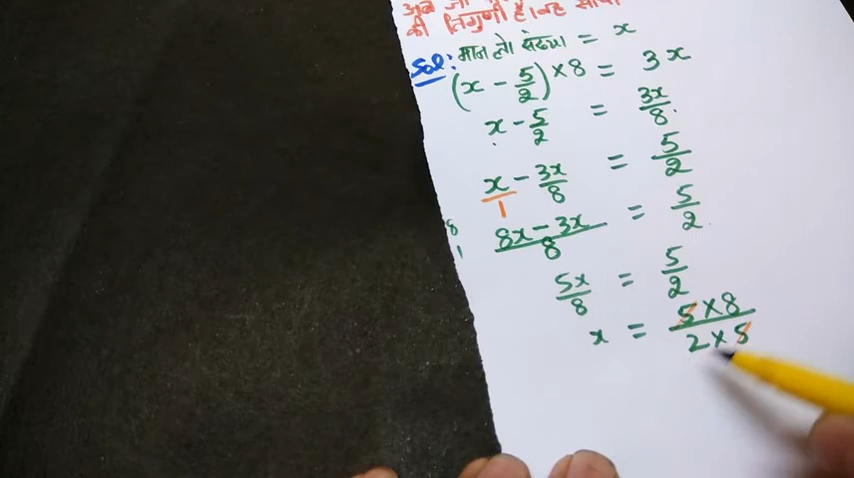 की तिगुनी है। वह
Sol: मान लो संख्या = x
(x - 5/2) × 8 = 3x
x - 5/2 = 3x/8
x/1 - 3x/8 = 5/2
8x - 3x/8 = 5/2
5x/8 = 5/2
x = 5 × 8/2 × 5